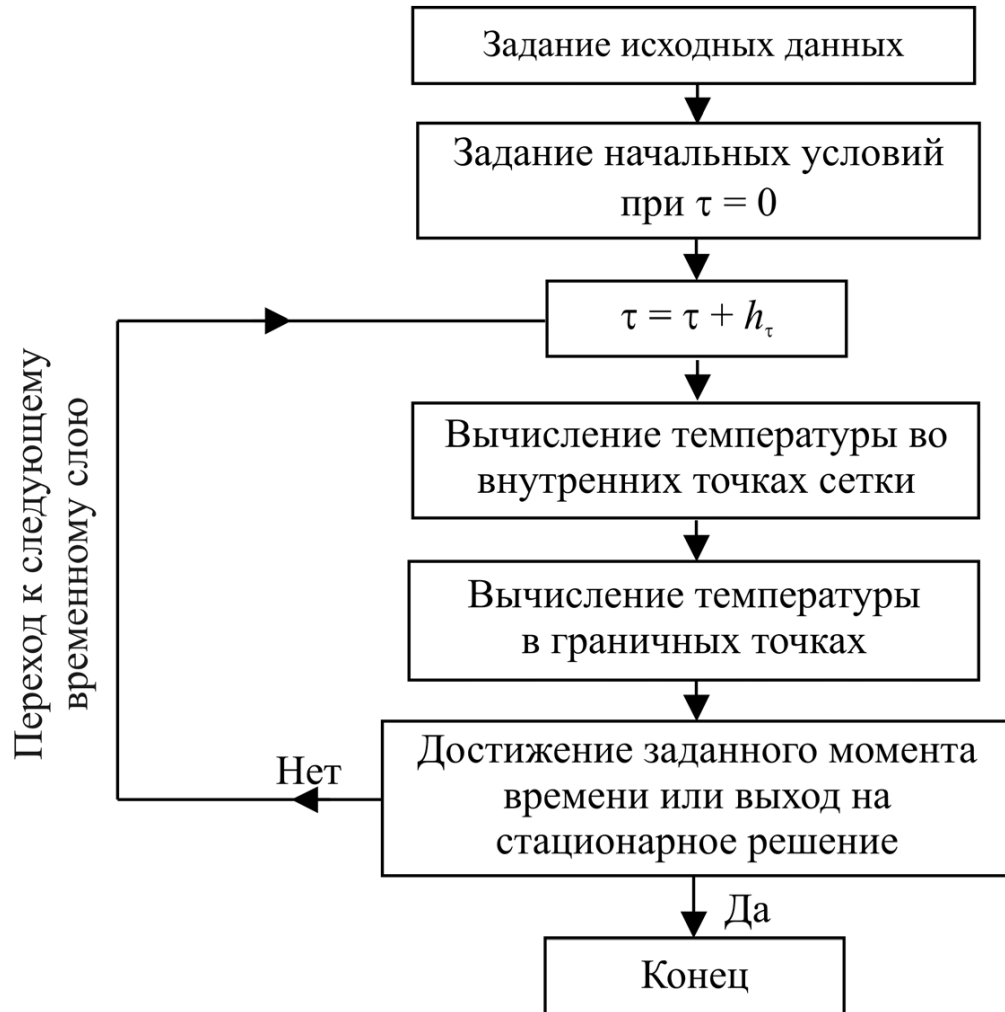 Задание исходных данных
Задание начальных условий
при τ = 0
τ = τ + hτ
Вычисление температуры во
внутренних точках сетки
Вычисление температуры
в граничных точках
Достижение заданного момента
времени или выход на
стационарное решение
Нет
Переход к следующему
временному слою
Да
Конец